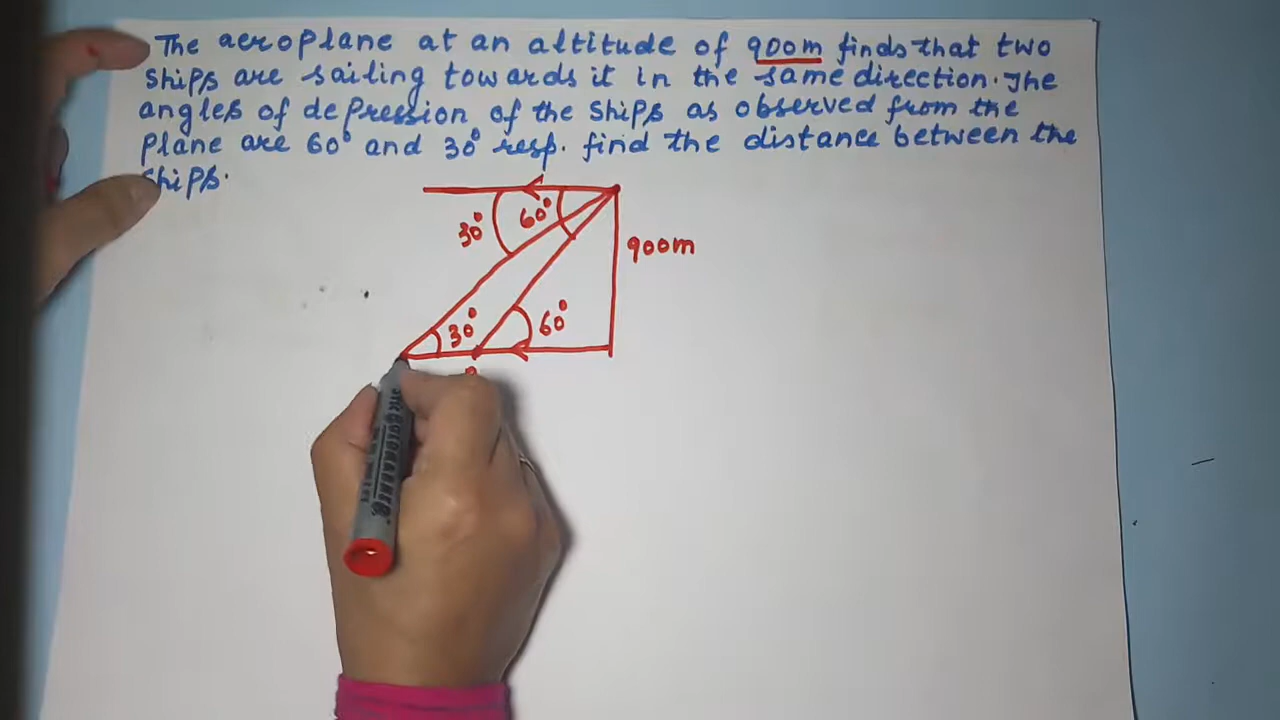 The aeroplane at an altitude of 900m finds that two
ships are sailing towards it in the same direction. The
angles of depression of the ships as observed from the
plane are 60° and 30° resp. find the distance between the
ships.
30° 60°
900m
30° 60°